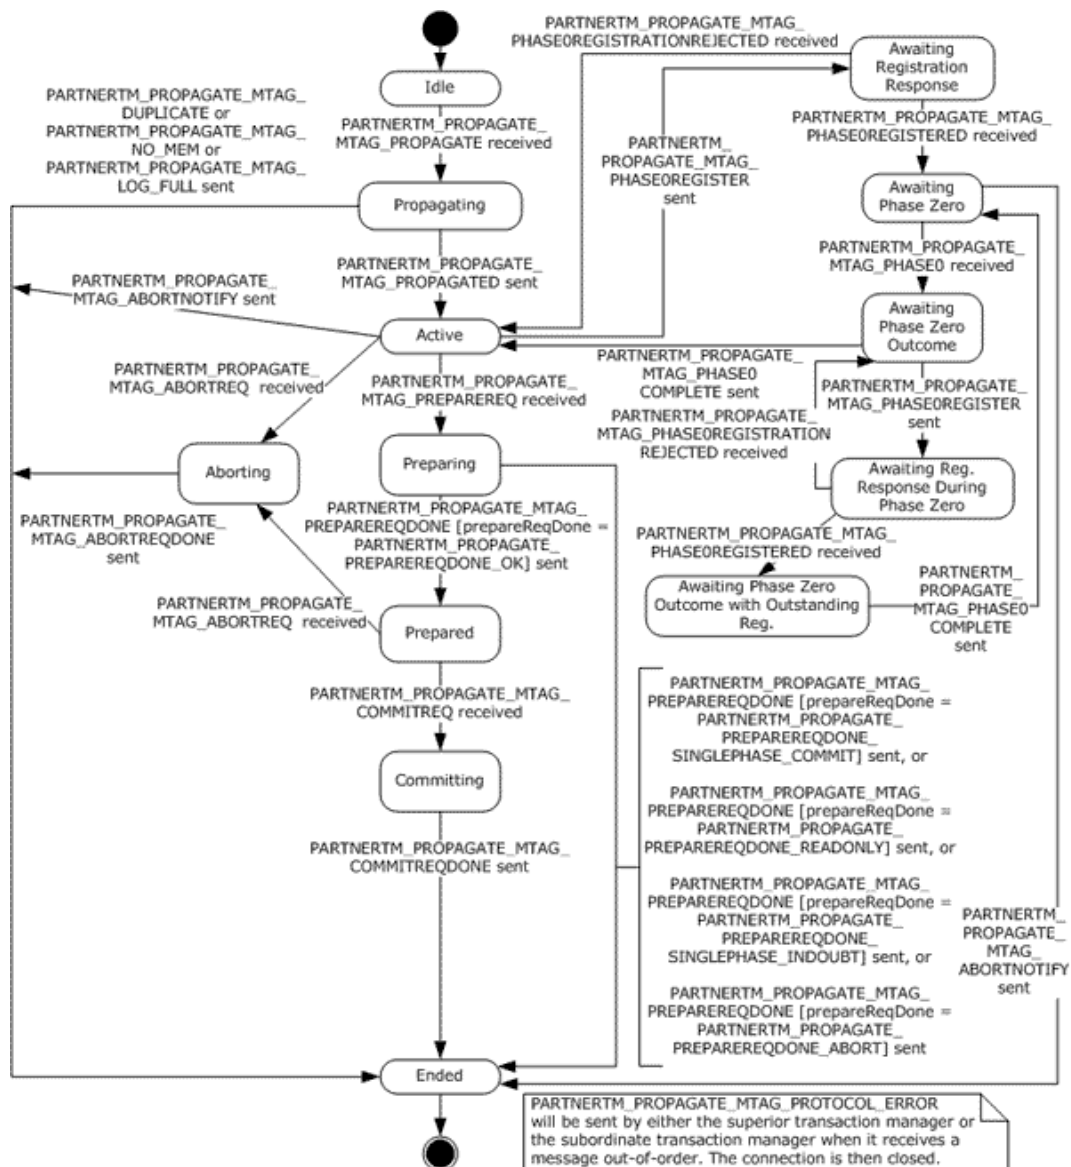 PARTNERTM_PROPAGATE_MTAG_
PHASE0REGISTRATIONREJECTED received
Awaiting
Registration
Response
Idle
PARTNERTM_PROPAGATE_MTAG_
DUPLICATE or
PARTNERTM_PROPAGATE_MTAG_
NO_MEM or
PARTNERTM_PROPAGATE_MTAG_
LOG_FULL sent
PARTNERTM_PROPAGATE_
MTAG_PROPAGATE received
PARTNERTM_
PROPAGATE_MTAG_
PHASE0REGISTER
sent
PARTNERTM_PROPAGATE_MTAG_
PHASE0REGISTERED received
Propagating
Awaiting
Phase Zero
PARTNERTM_PROPAGATE_
MTAG_PROPAGATED sent
PARTNERTM_PROPAGATE_
MTAG_PHASE0 received
PARTNERTM_PROPAGATE_
MTAG_ABORTNOTIFY sent
Active
Awaiting
Phase Zero
Outcome
PARTNERTM_PROPAGATE_
MTAG_ABORTREQ received
PARTNERTM_PROPAGATE_
MTAG_PREPAREREQ received
PARTNERTM_PROPAGATE_
MTAG_PHASE0
COMPLETE sent
PARTNERTM_PROPAGATE_
MTAG_PHASE0REGISTER
sent
PARTNERTM_PROPAGATE_
MTAG_PHASE0REGISTRATION
REJECTED received
Aborting
Preparing
Awaiting Reg.
Response During
Phase Zero
PARTNERTM_PROPAGATE_
MTAG_ABORTREQDONE
sent
PARTNERTM_PROPAGATE_MTAG_
PREPAREREQDONE [prepareReqDone =
PARTNERTM_PROPAGATE_
PREPAREREQDONE_OK] sent
PARTNERTM_PROPAGATE_MTAG_
PHASE0REGISTERED received
Awaiting Phase Zero
Outcome with Outstanding
Reg.
PARTNERTM_
PROPAGATE_
MTAG_PHASE0
COMPLETE
sent
PARTNERTM_PROPAGATE_
MTAG_ABORTREQ received
Prepared
PARTNERTM_PROPAGATE_MTAG_
COMMITREQ received
Committing
PARTNERTM_PROPAGATE_MTAG_
COMMITREQDONE sent
PARTNERTM_PROPAGATE_MTAG_
PREPAREREQDONE [prepareReqDone =
PARTNERTM_PROPAGATE_
PREPAREREQDONE_
SINGLEPHASE_COMMIT] sent, or
PARTNERTM_PROPAGATE_MTAG_
PREPAREREQDONE [prepareReqDone =
PARTNERTM_PROPAGATE_
PREPAREREQDONE_READONLY] sent, or
PARTNERTM_PROPAGATE_MTAG_
PREPAREREQDONE [prepareReqDone =
PARTNERTM_PROPAGATE_
PREPAREREQDONE_
SINGLEPHASE_INDOUBT] sent, or
PARTNERTM_PROPAGATE_MTAG_
PREPAREREQDONE [prepareReqDone =
PARTNERTM_PROPAGATE_
PREPAREREQDONE_ABORT] sent
PARTNERTM_
PROPAGATE_
MTAG_
ABORTNOTIFY
sent
Ended
PARTNERTM_PROPAGATE_MTAG_PROTOCOL_ERROR
will be sent by either the superior transaction manager or
the subordinate transaction manager when it receives a
message out-of-order. The connection is then closed.